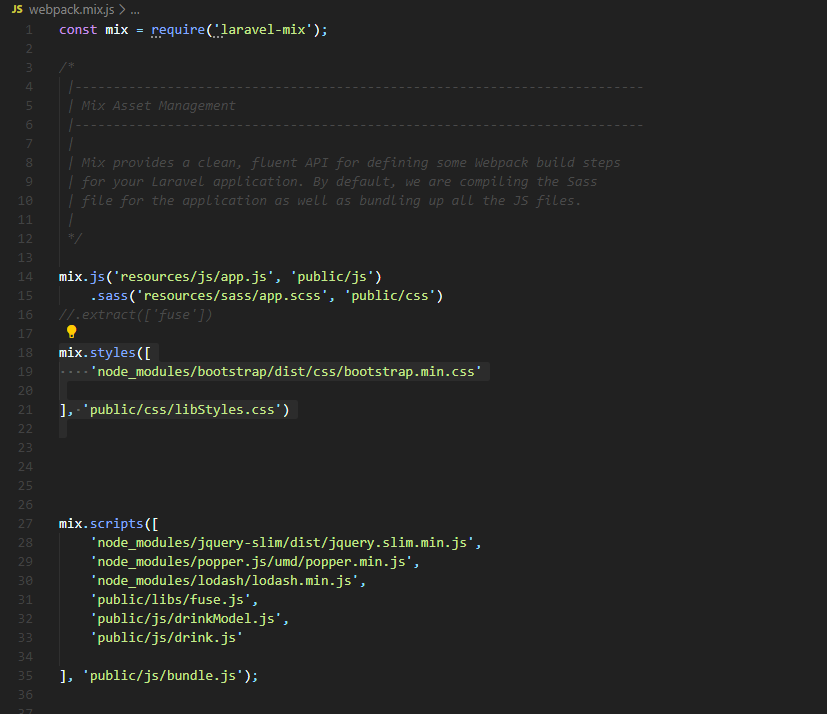 JS webpack.mix.js > ...
1 const mix = require('laravel-mix');
2
3 /*
4 |--------------------------------------------------------------------------
5 | Mix Asset Management
6 |--------------------------------------------------------------------------
7 |
8 | Mix provides a clean, fluent API for defining some Webpack build steps
9 | for your Laravel application. By default, we are compiling the Sass
10 | file for the application as well as bundling up all the JS files.
11 |
12 */
13
14 mix.js('resources/js/app.js', 'public/js')
15 .sass('resources/sass/app.scss', 'public/css')
16 //.extract(['fuse'])
17
18 mix.styles([
19 ····'node_modules/bootstrap/dist/css/bootstrap.min.css'
20
21 ],·'public/css/libStyles.css')
22
23
24
25
26
27 mix.scripts([
28 'node_modules/jquery-slim/dist/jquery.slim.min.js',
29 'node_modules/popper.js/umd/popper.min.js',
30 'node_modules/lodash/lodash.min.js',
31 'public/libs/fuse.js',
32 'public/js/drinkModel.js',
33 'public/js/drink.js'
34
35 ], 'public/js/bundle.js');
36
37